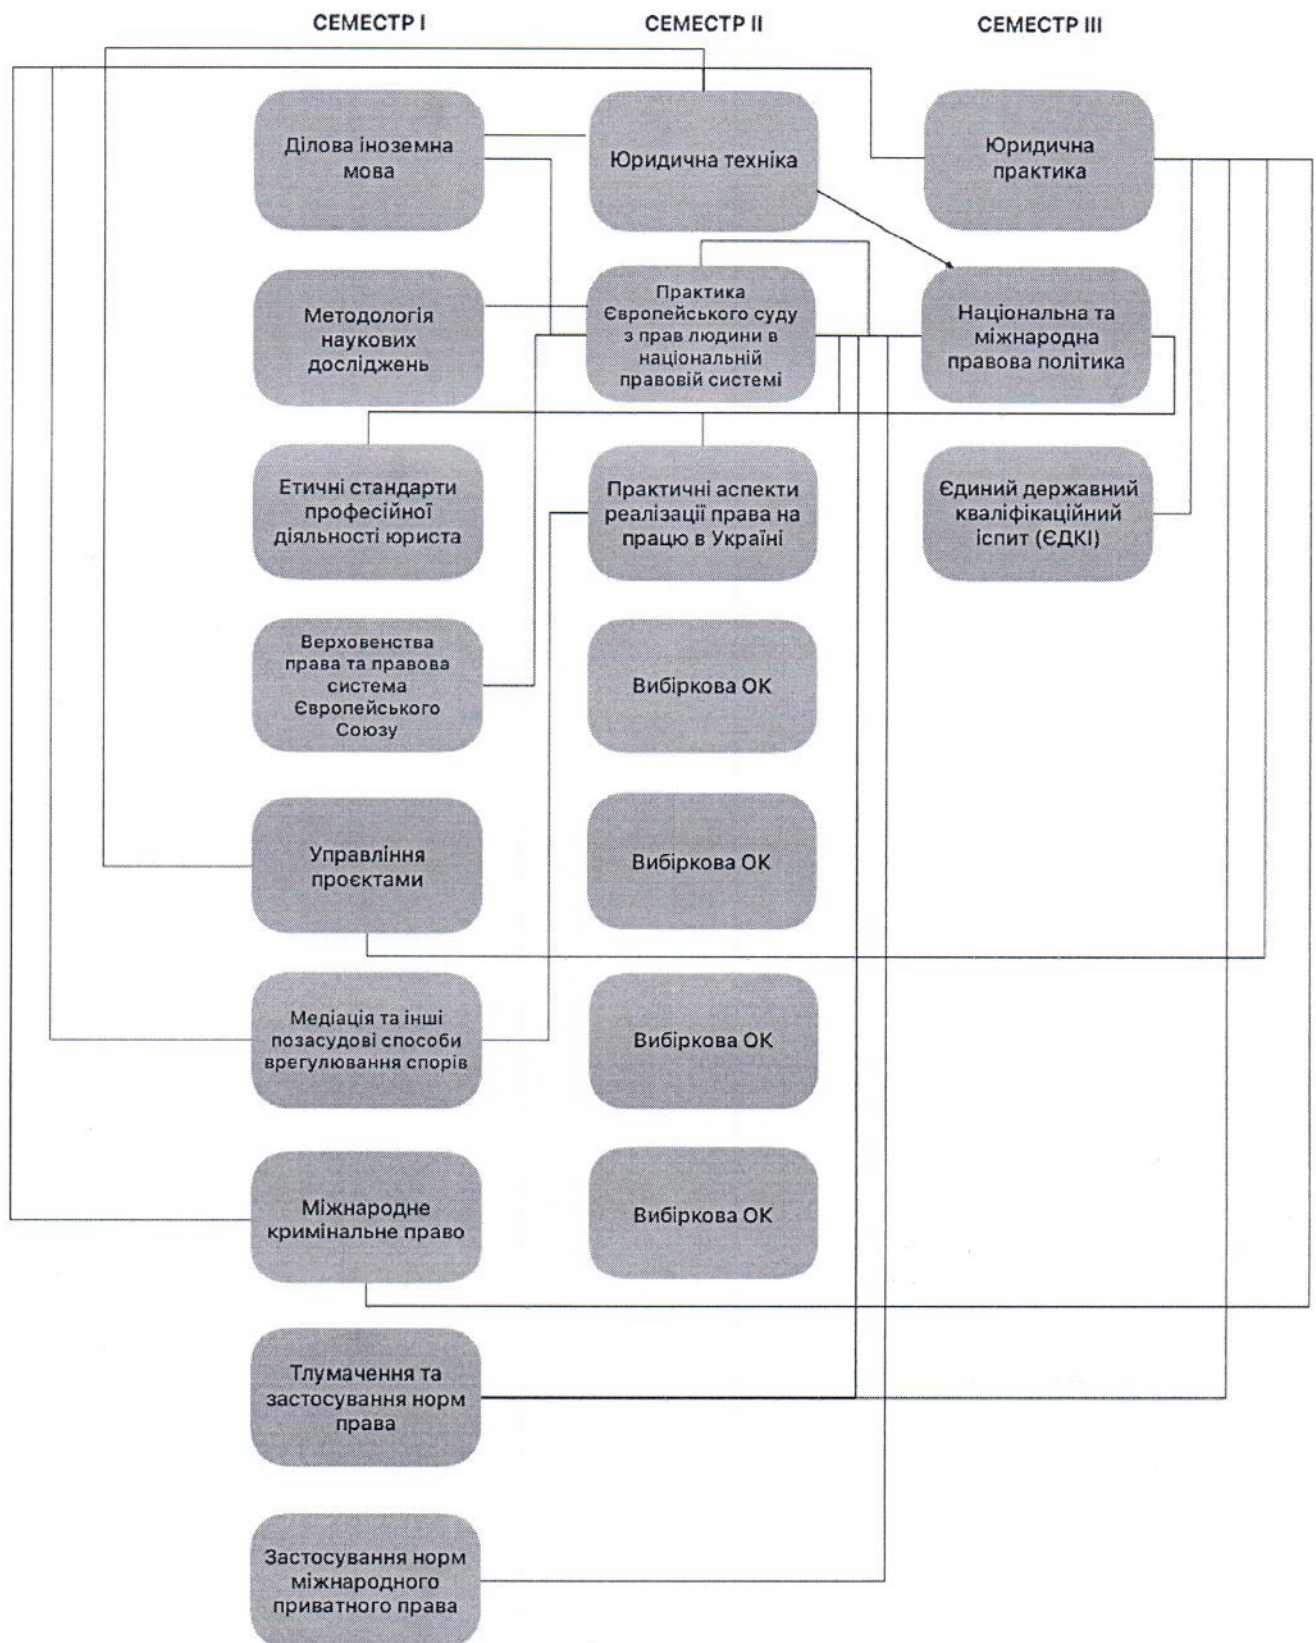 СЕМЕСТР I
СЕМЕСТР II
СЕМЕСТР III
Ділова іноземна
мова
Юридична техніка
Юридична
практика
Методологія
наукових
досліджень
Практика
Європейського суду
з прав людини в
національній
правовій системі
Національна та
міжнародна
правова політика
Етичні стандарти
професійної
діяльності юриста
Практичні аспекти
реалізації права на
працю в Україні
Єдиний державний
кваліфікаційний
іспит (ЄДКІ)
Верховенства
права та правова
система
Європейського
Союзу
Вибіркова ОК
Управління
проєктами
Вибіркова ОК
Медіація та інші
позасудові способи
врегулювання спорів
Вибіркова ОК
Міжнародне
кримінальне право
Вибіркова ОК
Тлумачення та
застосування норм
права
Застосування норм
міжнародного
приватного права